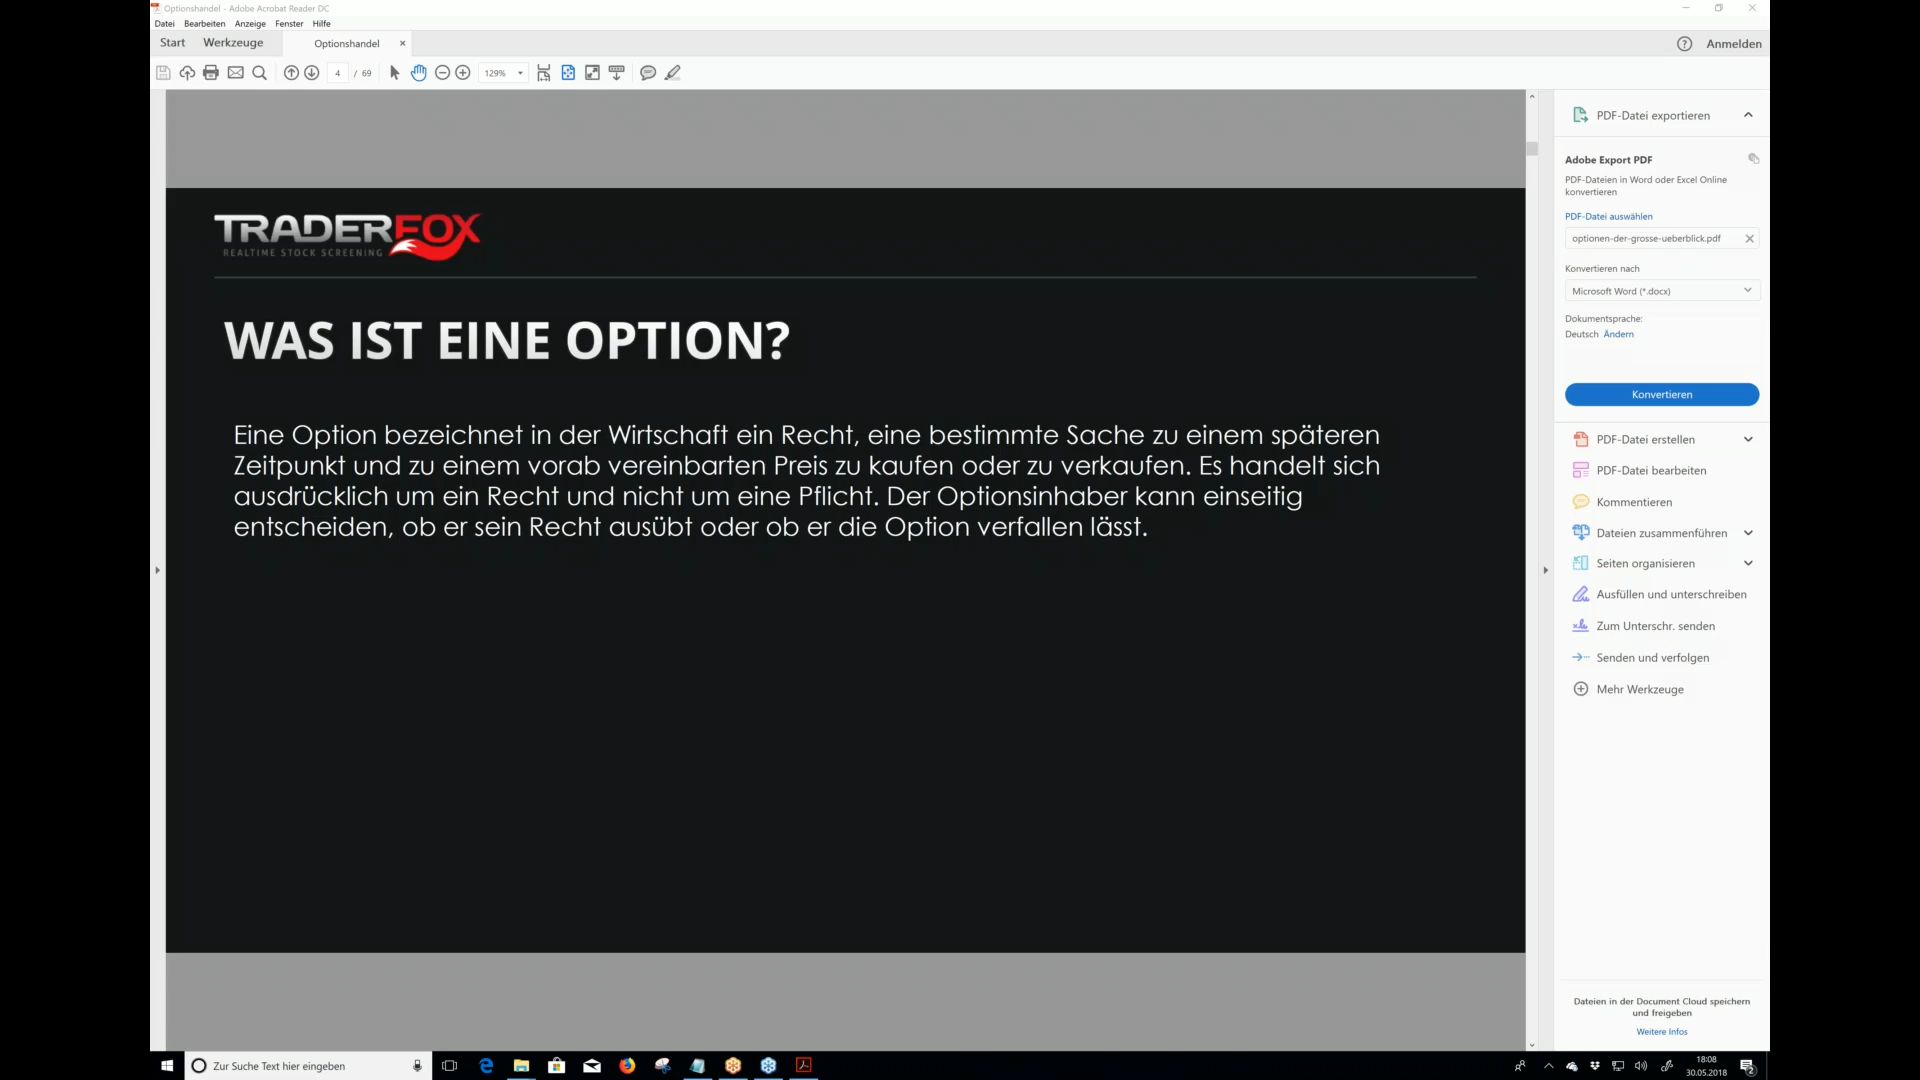 Optionshandel - Adobe Acrobat Reader DC
Datei Bearbeiten Anzeige Fenster Hilfe
Start Werkzeuge Optionshandel × Anmelden
4 / 69 129%
TRADERFOX
REALTIME STOCK SCREENING
WAS IST EINE OPTION?
Eine Option bezeichnet in der Wirtschaft ein Recht, eine bestimmte Sache zu einem späteren
Zeitpunkt und zu einem vorab vereinbarten Preis zu kaufen oder zu verkaufen. Es handelt sich
ausdrücklich um ein Recht und nicht um eine Pflicht. Der Optionsinhaber kann einseitig
entscheiden, ob er sein Recht ausübt oder ob er die Option verfallen lässt.
PDF-Datei exportieren
Adobe Export PDF
PDF-Dateien in Word oder Excel Online
konvertieren
PDF-Datei auswählen
optionen-der-grosse-ueberblick.pdf
Konvertieren nach
Microsoft Word (*.docx)
Dokumentsprache:
Deutsch Ändern
Konvertieren
PDF-Datei erstellen
PDF-Datei bearbeiten
Kommentieren
Dateien zusammenführen
Seiten organisieren
Ausfüllen und unterschreiben
Zum Unterschr. senden
Senden und verfolgen
Mehr Werkzeuge
Dateien in der Document Cloud speichern
und freigeben
Weitere Infos
Zur Suche Text hier eingeben
18:08
30.05.2018
2